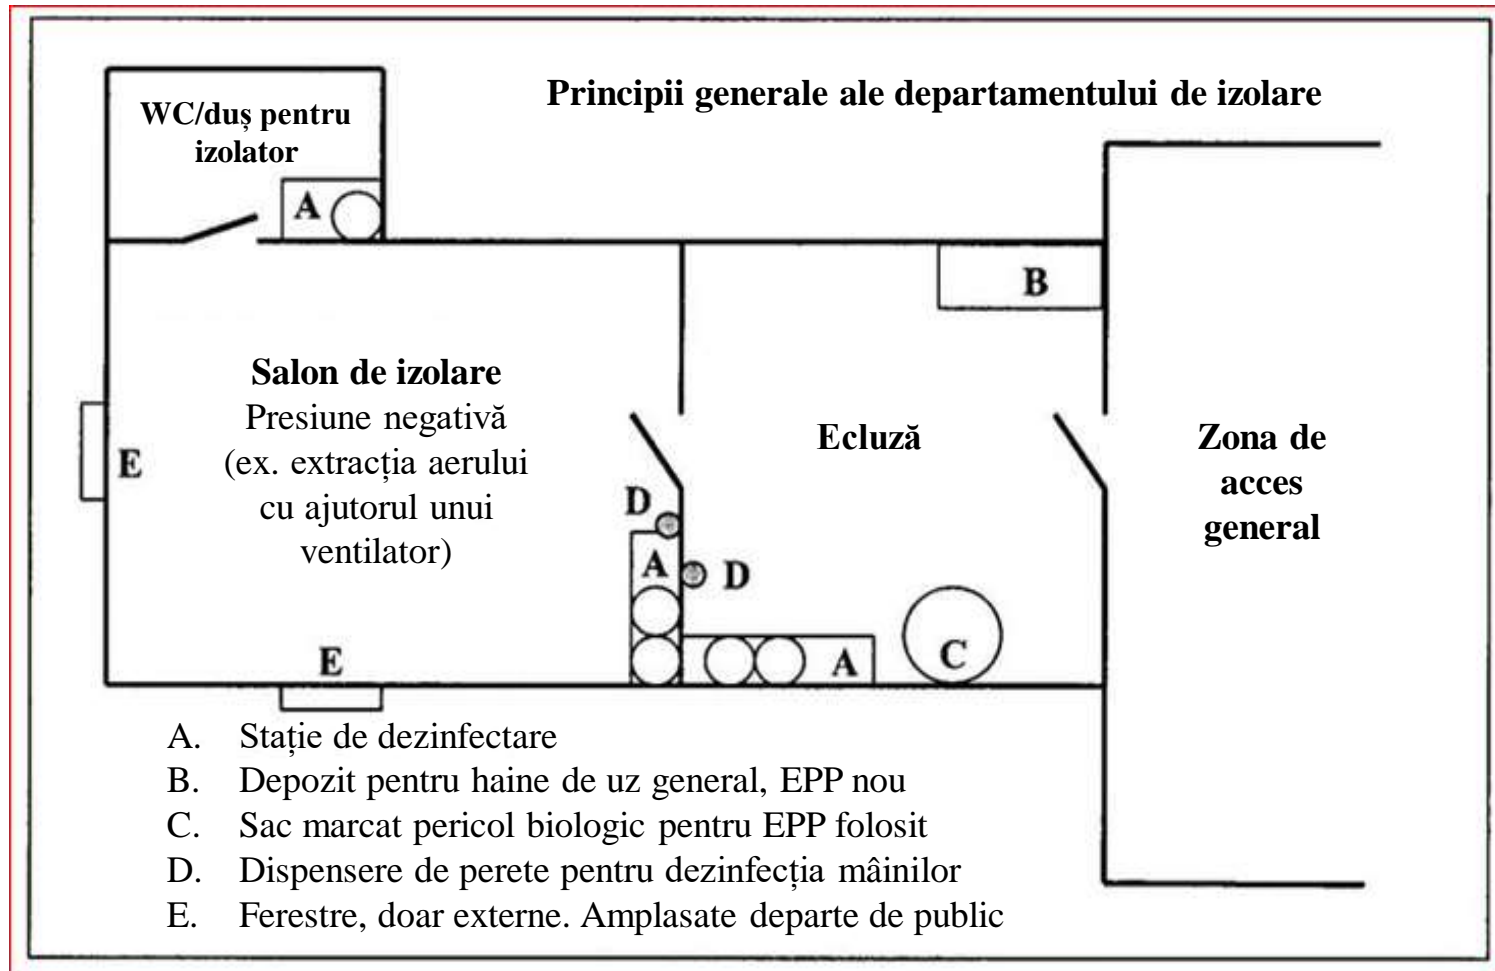 Principii generale ale departamentului de izolare
WC/duș pentru
izolator
A
B
Salon de izolare
Presiune negativă
(ex. extracția aerului
cu ajutorul unui
ventilator)
Ecluză
Zona de
acces
general
E
D
A
D
E
A
C
A. Stație de dezinfectare
B. Depozit pentru haine de uz general, EPP nou
C. Sac marcat pericol biologic pentru EPP folosit
D. Dispensere de perete pentru dezinfecția mâinilor
E. Ferestre, doar externe. Amplasate departe de public